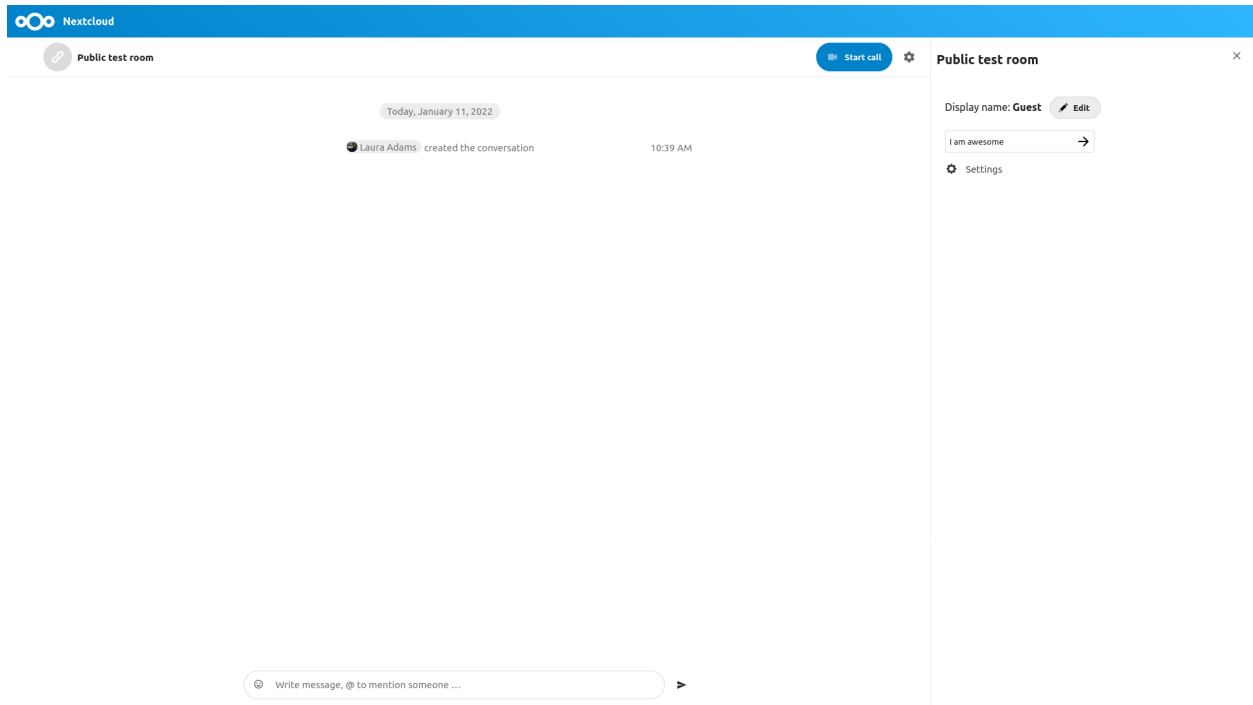 Nextcloud
Public test room
Start call
Today, January 11, 2022
Laura Adams created the conversation 10:39 AM
Write message, @ to mention someone ...
Public test room
Display name: Guest Edit
I am awesome
Settings